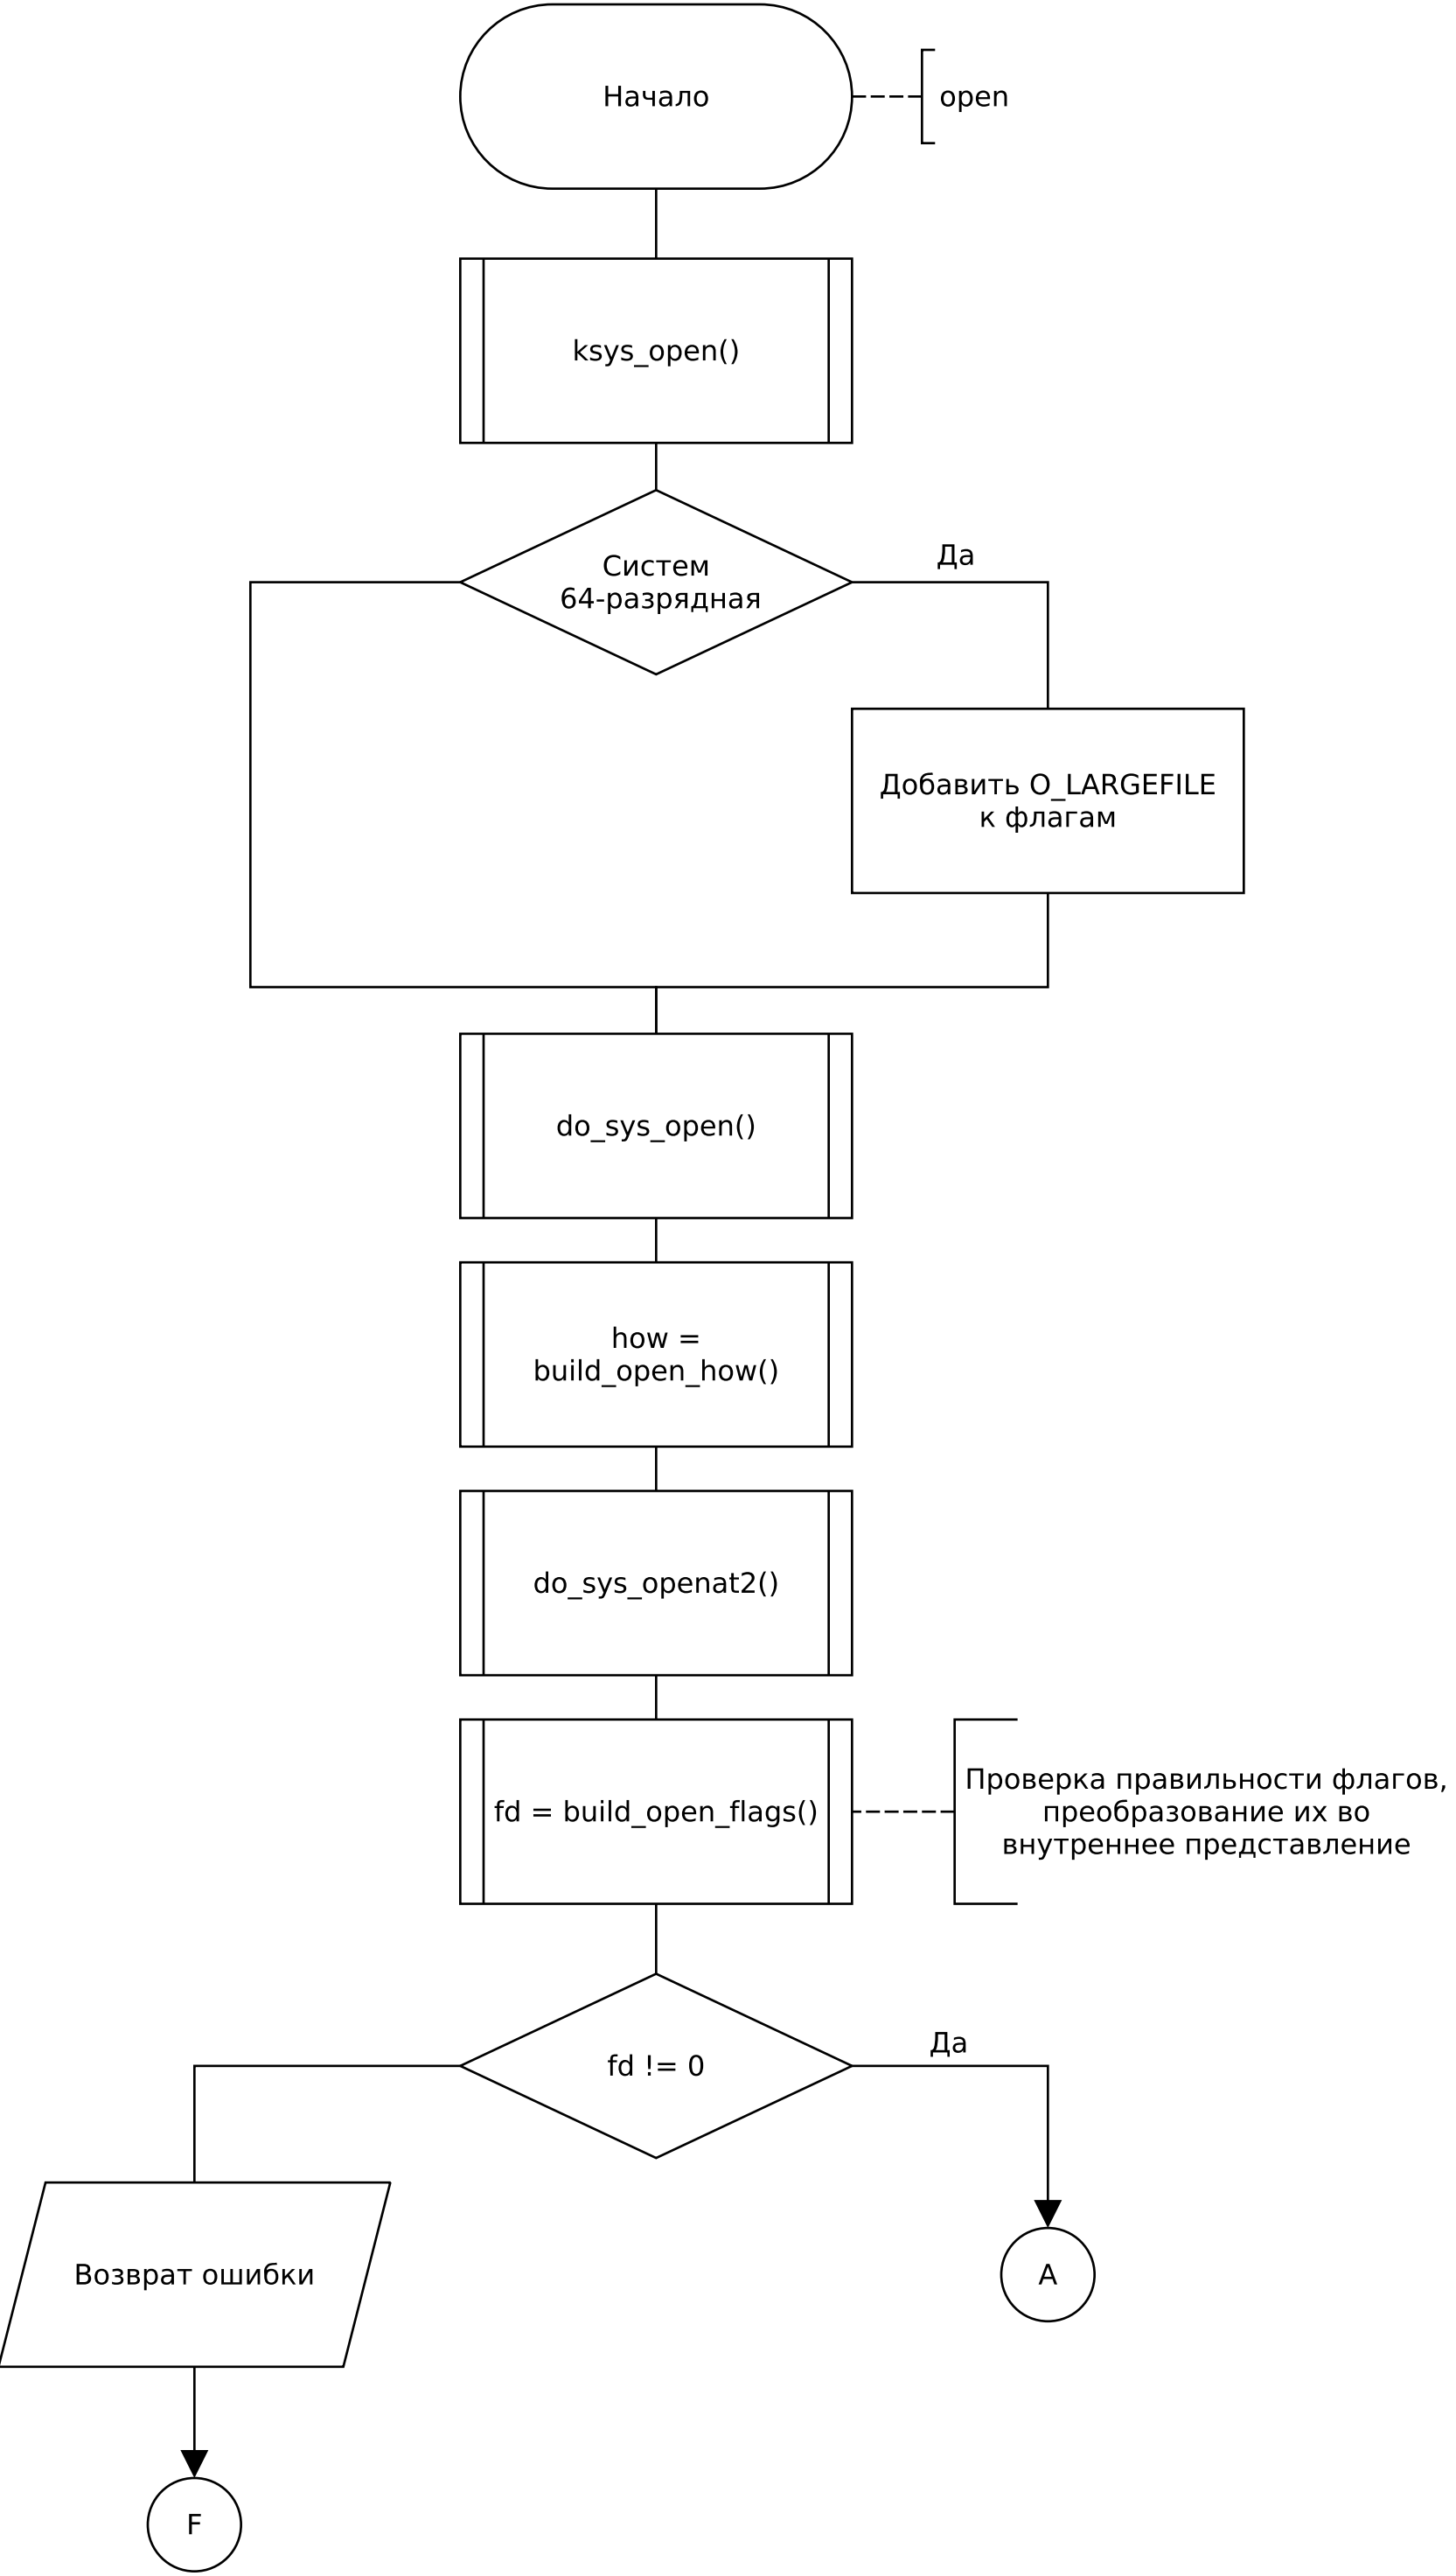 Начало
open
ksys_open()
Систем
64-разрядная
Да
Добавить O_LARGEFILE
к флагам
do_sys_open()
how =
build_open_how()
do_sys_openat2()
fd = build_open_flags()
Проверка правильности флагов,
преобразование их во
внутреннее представление
fd != 0
Да
Возврат ошибки
A
F